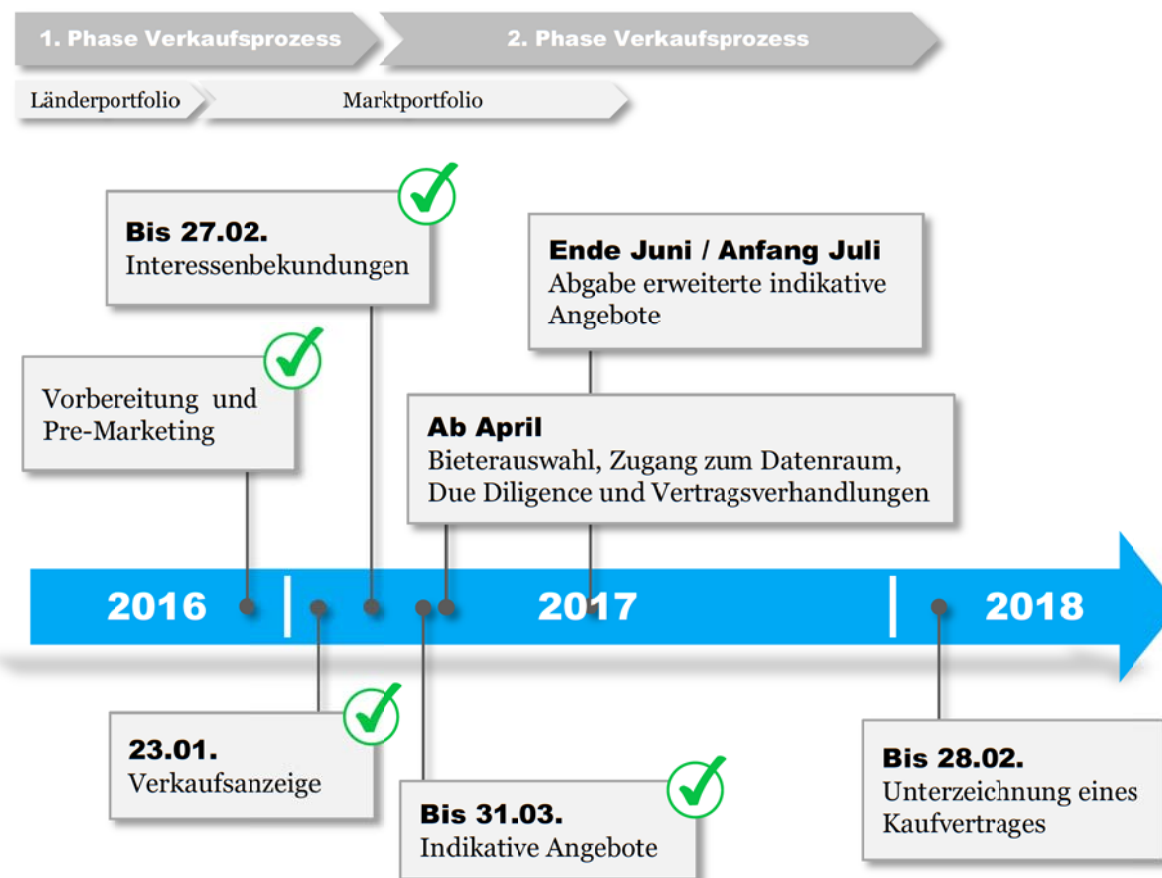 1. Phase Verkaufsprozess
2. Phase Verkaufsprozess
Länderportfolio
Marktportfolio
Bis 27.02.
Interessenbekundungen
Ende Juni / Anfang Juli
Abgabe erweiterte indikative
Angebote
Vorbereitung und
Pre-Marketing
Ab April
Bieterauswahl, Zugang zum Datenraum,
Due Diligence und Vertragsverhandlungen
2016
2017
2018
23.01.
Verkaufsanzeige
Bis 31.03.
Indikative Angebote
Bis 28.02.
Unterzeichnung eines
Kaufvertrages